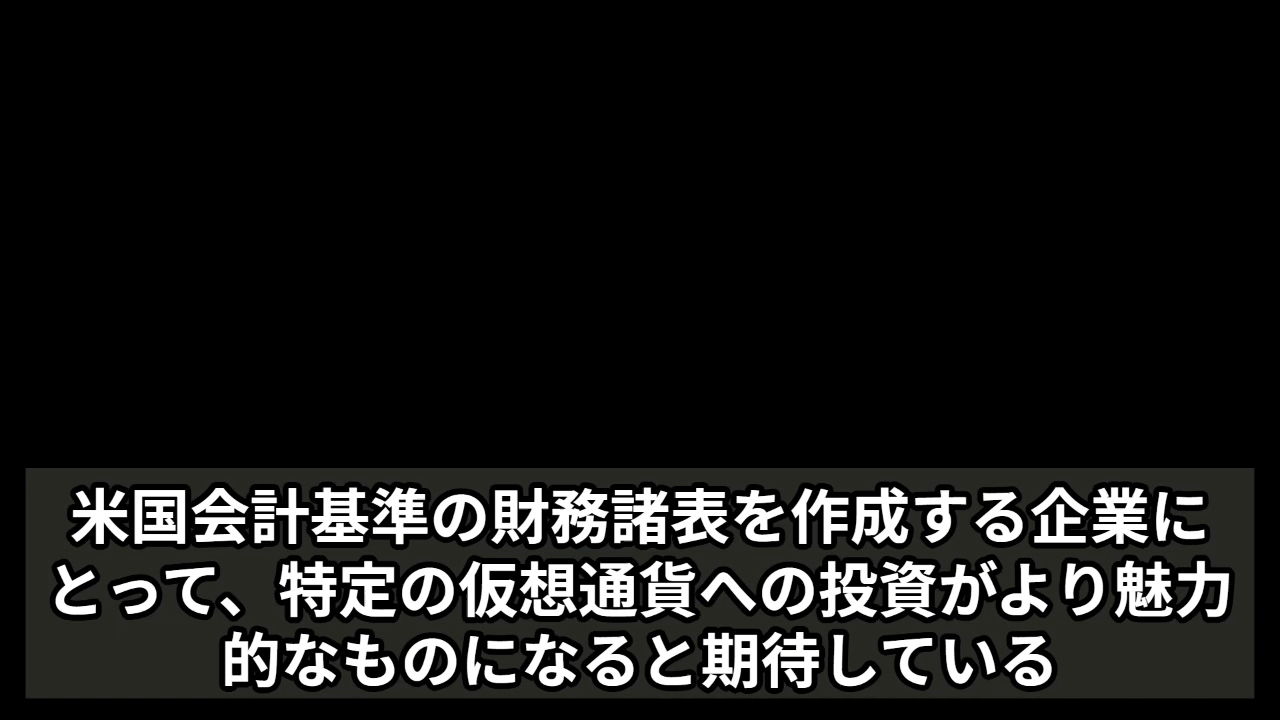 米国会計基準の財務諸表を作成する企業に
とって、特定の仮想通貨への投資がより魅力
的なものになると期待している